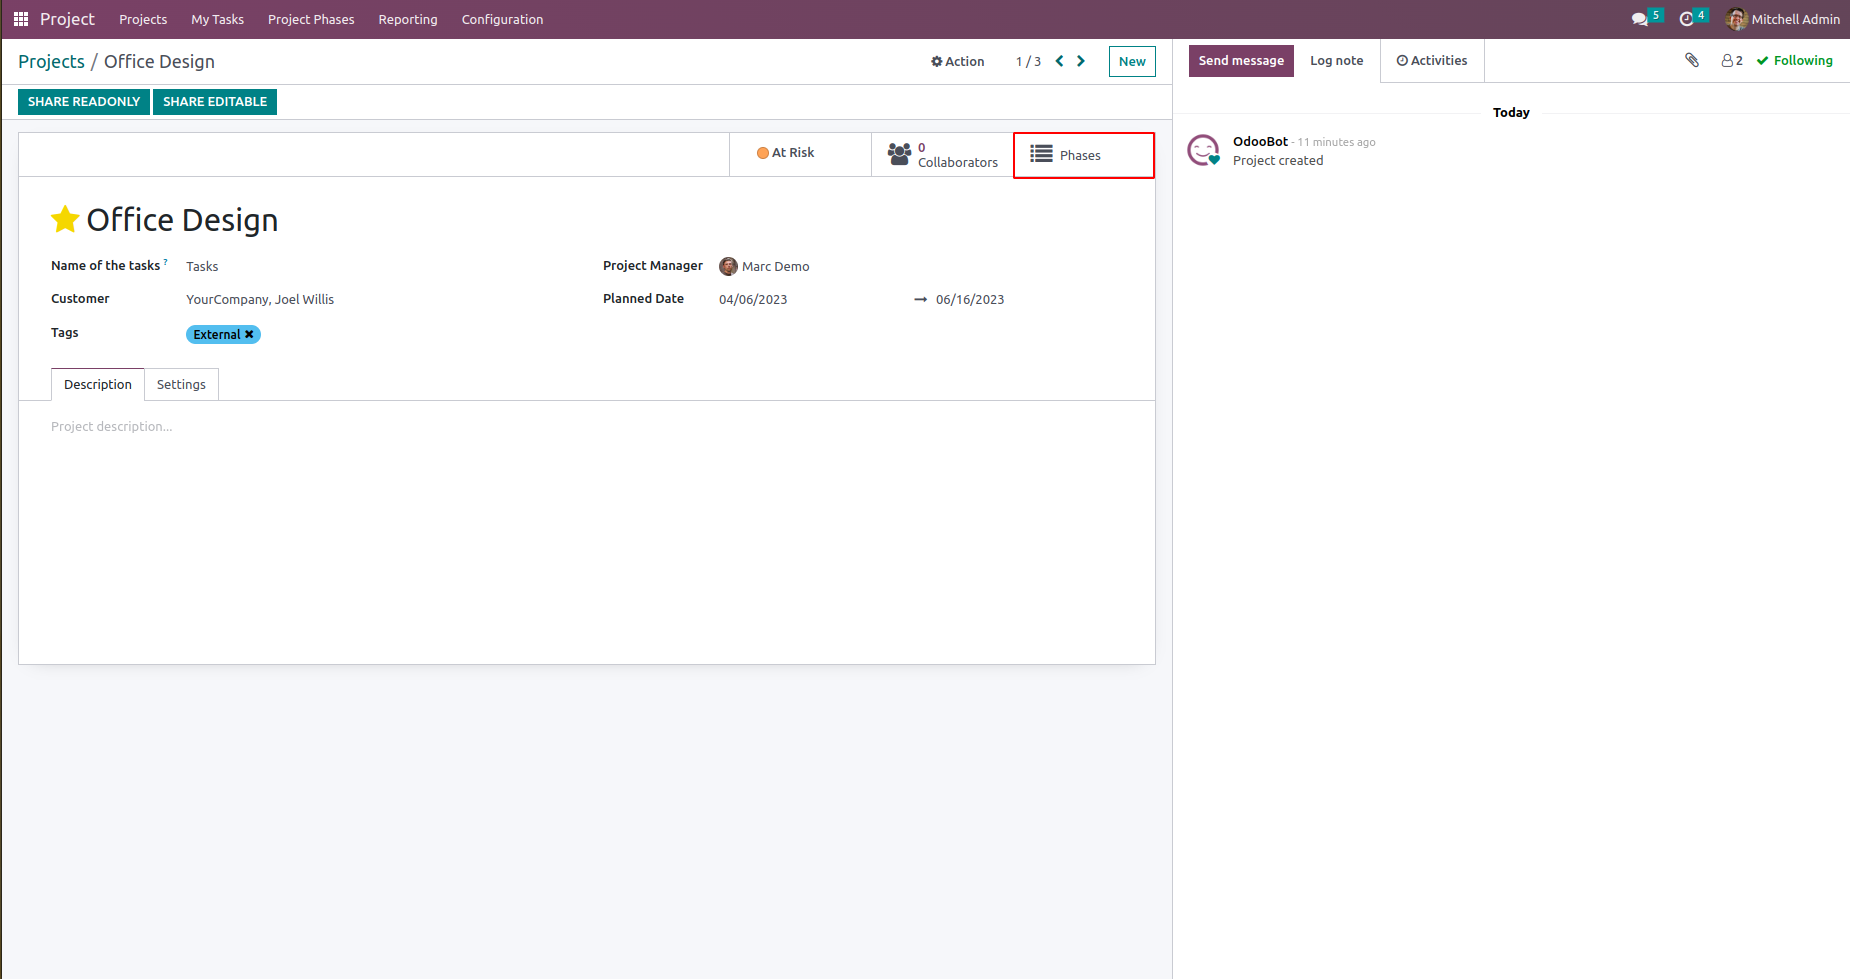 Project Projects My Tasks Project Phases Reporting Configuration 5 4 Mitchell Admin
Projects / Office Design Action 1 / 3 New
SHARE READONLY SHARE EDITABLE
At Risk
0
Collaborators
Phases
Office Design
Name of the tasks ? Tasks
Customer YourCompany, Joel Willis
Tags External
Project Manager Marc Demo
Planned Date 04/06/2023 → 06/16/2023
Description Settings
Project description...
Send message Log note Activities 2 Following
Today
OdooBot - 11 minutes ago
Project created